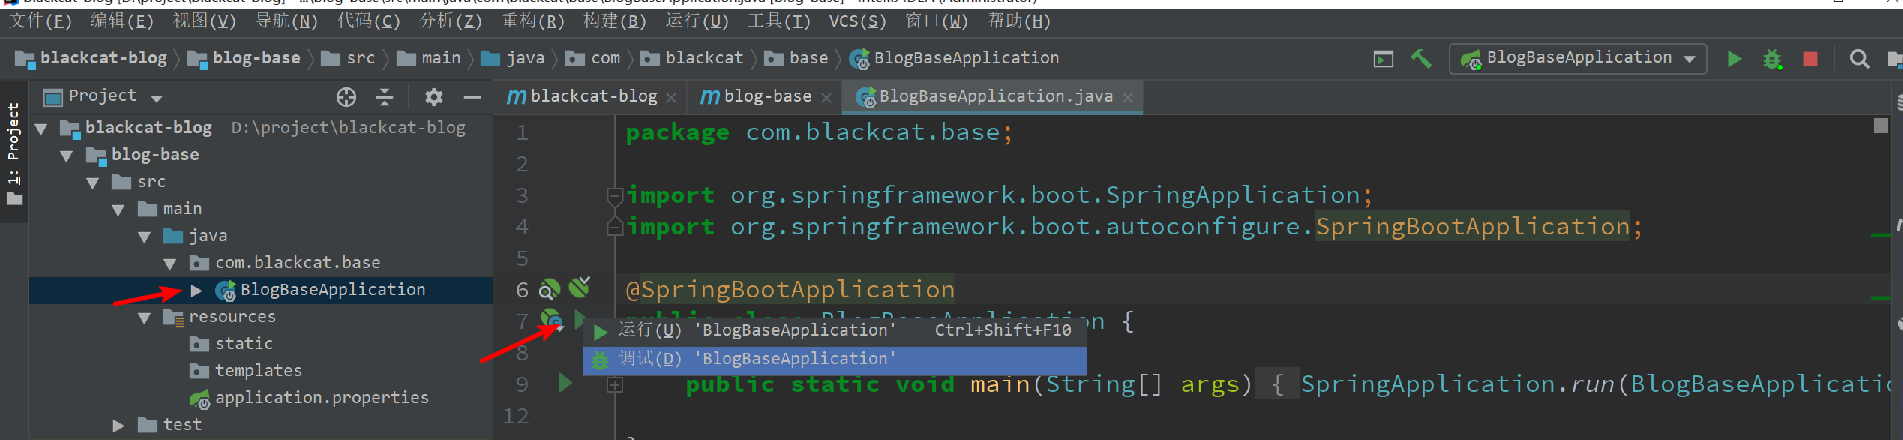 Blackcat-blog [D:\project\blackcat-blog] - ...\blog-base\src\main\java\com\blackcat\base\BlogBaseApplication.java [blog-base] - IntelliJ IDEA (Administrator)
文件(F) 编辑(E) 视图(V) 导航(N) 代码(C) 分析(Z) 重构(R) 构建(B) 运行(U) 工具(T) VCS(S) 窗口(W) 帮助(H)
blackcat-blog blog-base src main java com blackcat base BlogBaseApplication
BlogBaseApplication
1: Project
Project
blackcat-blog D:\project\blackcat-blog
blog-base
src
main
java
com.blackcat.base
BlogBaseApplication
resources
static
templates
application.properties
test
blackcat-blog × blog-base × BlogBaseApplication.java ×
1 package com.blackcat.base;
2
3 import org.springframework.boot.SpringApplication;
4 import org.springframework.boot.autoconfigure.SpringBootApplication;
5
6 @SpringBootApplication
7 public class BlogBaseApplication {
运行(U) 'BlogBaseApplication' Ctrl+Shift+F10
8
调试(D) 'BlogBaseApplication'
9 public static void main(String[] args) { SpringApplication.run(BlogBaseApplicatio
12
}